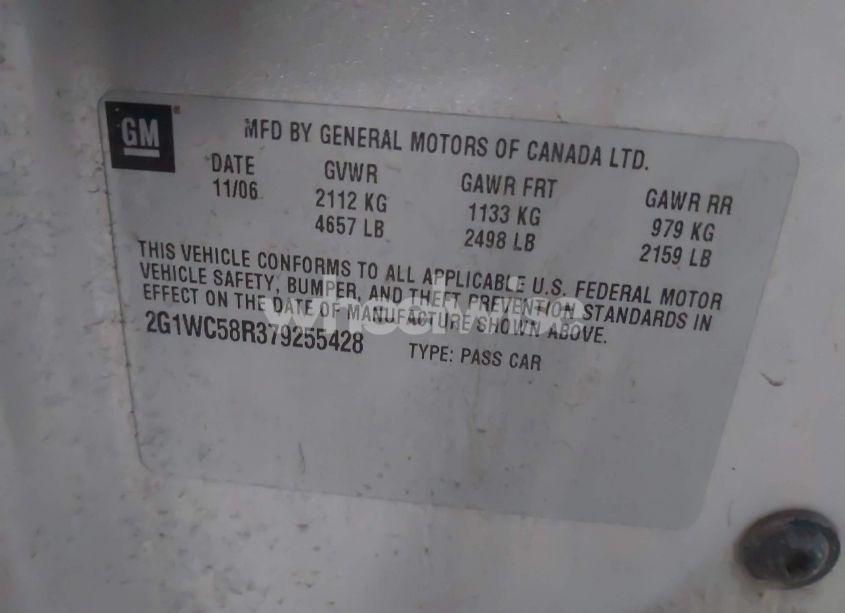 GM
MFD BY GENERAL MOTORS OF CANADA LTD.
DATE GVWR GAWR FRT GAWR RR
11/06 2112 KG 1133 KG 979 KG
4657 LB 2498 LB 2159 LB
THIS VEHICLE CONFORMS TO ALL APPLICABLE U.S. FEDERAL MOTOR
VEHICLE SAFETY, BUMPER, AND THEFT PREVENTION STANDARDS IN
EFFECT ON THE DATE OF MANUFACTURE SHOWN ABOVE.
wheelwise
2G1WC58R379255428 TYPE: PASS CAR